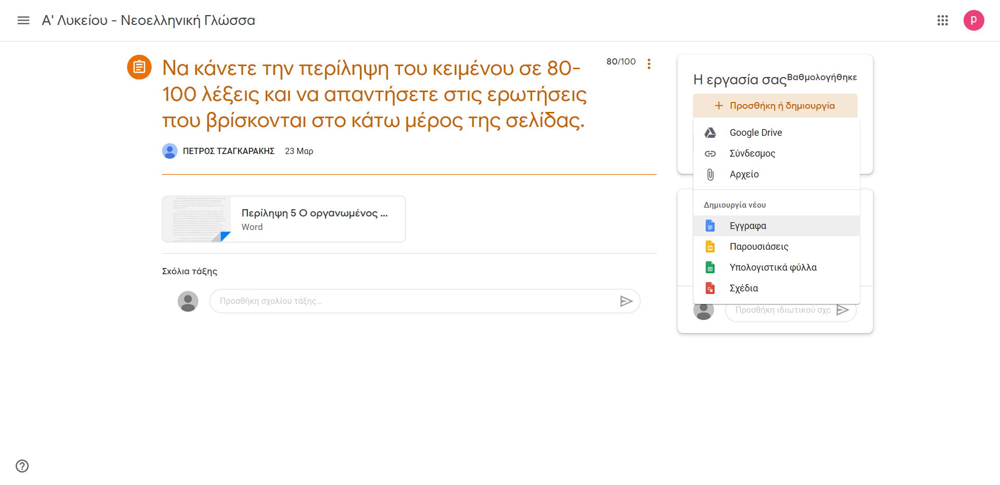 Α' Λυκείου - Νεοελληνική Γλώσσα
p
Να κάνετε την περίληψη του κειμένου σε 80-
100 λέξεις και να απαντήσετε στις ερωτήσεις
που βρίσκονται στο κάτω μέρος της σελίδας.
80/100
ΠΕΤΡΟΣ ΤΖΑΓΚΑΡΑΚΗΣ 23 Μαρ
Περίληψη 5 Ο οργανωμένος ...
Word
Σχόλια τάξης
Προσθήκη σχολίου τάξης…
Η εργασία σας
Βαθμολογήθηκε
Προσθήκη ή δημιουργία
Google Drive
Σύνδεσμος
Αρχείο
Δημιουργία νέου
Εγγραφα
Παρουσιάσεις
Υπολογιστικά φύλλα
Σχέδια
Προσθήκη ιδιωτικού σχο